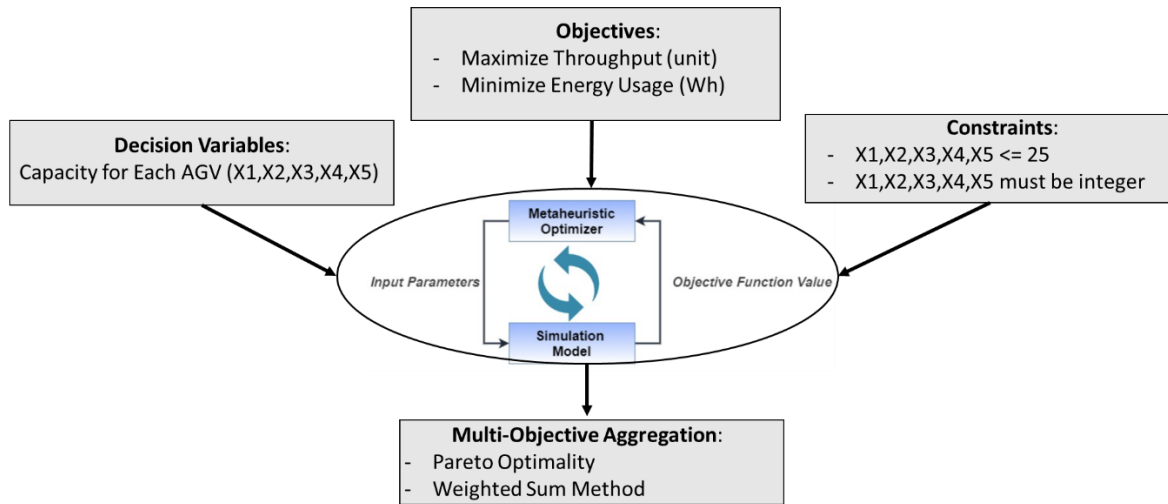 Objectives:
- Maximize Throughput (unit)
- Minimize Energy Usage (Wh)
Decision Variables:
Capacity for Each AGV (X1,X2,X3,X4,X5)
Constraints:
- X1,X2,X3,X4,X5 <= 25
- X1,X2,X3,X4,X5 must be integer
Metaheuristic
Optimizer
Input Parameters
Objective Function Value
Simulation
Model
Multi-Objective Aggregation:
- Pareto Optimality
- Weighted Sum Method